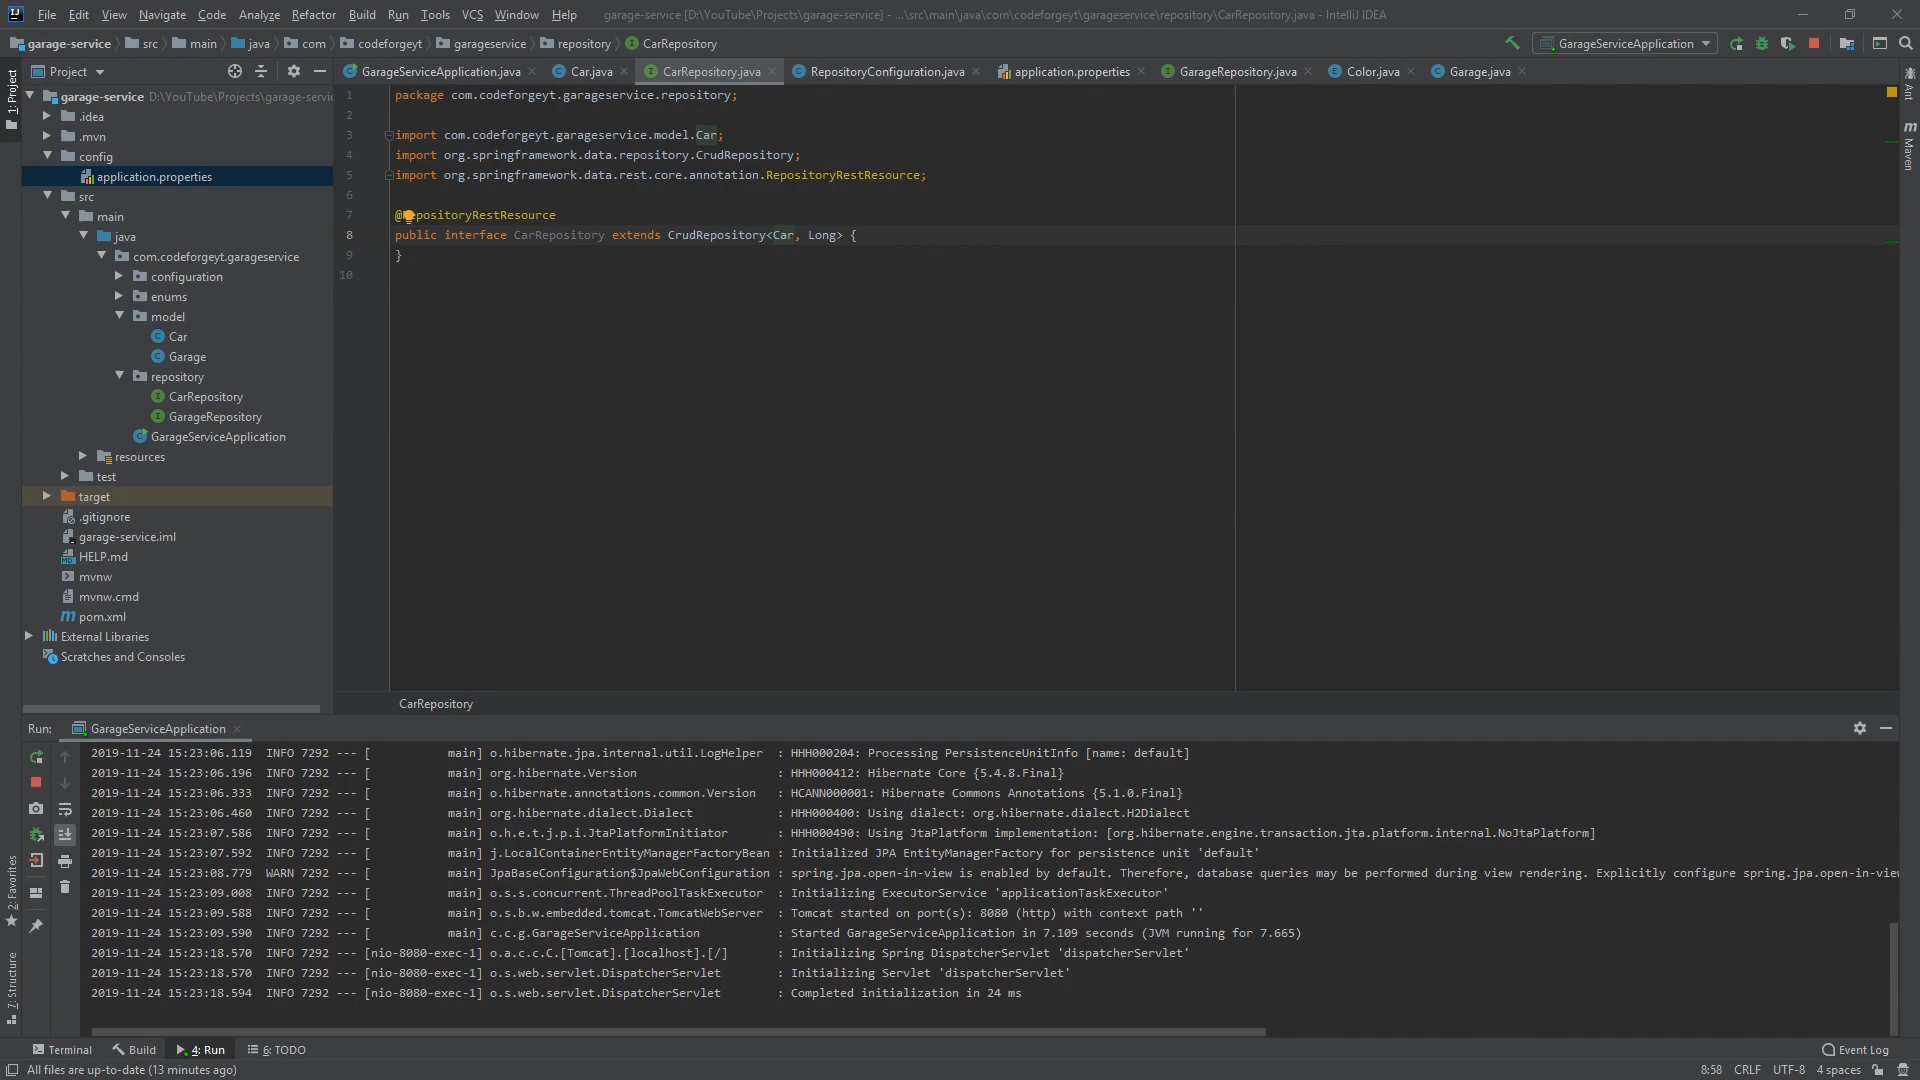 File Edit View Navigate Code Analyze Refactor Build Run Tools VCS Window Help garage-service [D:\YouTube\Projects\garage-service] - ...\src\main\java\com\codeforgeyt\garageservice\repository\CarRepository.java - IntelliJ IDEA
garage-service src main java com codeforgeyt garageservice repository CarRepository GarageServiceApplication
Project GarageServiceApplication.java Car.java CarRepository.java RepositoryConfiguration.java application.properties GarageRepository.java Color.java Garage.java
1: Project
Ant
Maven
garage-service D:\YouTube\Projects\garage-servic
.idea
.mvn
config
application.properties
src
main
java
com.codeforgeyt.garageservice
configuration
enums
model
Car
Garage
repository
CarRepository
GarageRepository
GarageServiceApplication
resources
test
target
.gitignore
garage-service.iml
HELP.md
mvnw
mvnw.cmd
pom.xml
External Libraries
Scratches and Consoles
1 package com.codeforgeyt.garageservice.repository;
2
3 import com.codeforgeyt.garageservice.model.Car;
4 import org.springframework.data.repository.CrudRepository;
5 import org.springframework.data.rest.core.annotation.RepositoryRestResource;
6
7 @RepositoryRestResource
8 public interface CarRepository extends CrudRepository<Car, Long> {
9 }
10
CarRepository
Run: GarageServiceApplication
2019-11-24 15:23:06.119 INFO 7292 --- [ main] o.hibernate.jpa.internal.util.LogHelper : HHH000204: Processing PersistenceUnitInfo [name: default]
2019-11-24 15:23:06.196 INFO 7292 --- [ main] org.hibernate.Version : HHH000412: Hibernate Core {5.4.8.Final}
2019-11-24 15:23:06.333 INFO 7292 --- [ main] o.hibernate.annotations.common.Version : HCANN000001: Hibernate Commons Annotations {5.1.0.Final}
2019-11-24 15:23:06.460 INFO 7292 --- [ main] org.hibernate.dialect.Dialect : HHH000400: Using dialect: org.hibernate.dialect.H2Dialect
2019-11-24 15:23:07.586 INFO 7292 --- [ main] o.h.e.t.j.p.i.JtaPlatformInitiator : HHH000490: Using JtaPlatform implementation: [org.hibernate.engine.transaction.jta.platform.internal.NoJtaPlatform]
2019-11-24 15:23:07.592 INFO 7292 --- [ main] j.LocalContainerEntityManagerFactoryBean : Initialized JPA EntityManagerFactory for persistence unit 'default'
2019-11-24 15:23:08.779 WARN 7292 --- [ main] JpaBaseConfiguration$JpaWebConfiguration : spring.jpa.open-in-view is enabled by default. Therefore, database queries may be performed during view rendering. Explicitly configure spring.jpa.open-in-view
2019-11-24 15:23:09.008 INFO 7292 --- [ main] o.s.s.concurrent.ThreadPoolTaskExecutor : Initializing ExecutorService 'applicationTaskExecutor'
2019-11-24 15:23:09.588 INFO 7292 --- [ main] o.s.b.w.embedded.tomcat.TomcatWebServer : Tomcat started on port(s): 8080 (http) with context path ''
2019-11-24 15:23:09.590 INFO 7292 --- [ main] c.c.g.GarageServiceApplication : Started GarageServiceApplication in 7.109 seconds (JVM running for 7.665)
2019-11-24 15:23:18.570 INFO 7292 --- [nio-8080-exec-1] o.a.c.c.C.[Tomcat].[localhost].[/] : Initializing Spring DispatcherServlet 'dispatcherServlet'
2019-11-24 15:23:18.570 INFO 7292 --- [nio-8080-exec-1] o.s.web.servlet.DispatcherServlet : Initializing Servlet 'dispatcherServlet'
2019-11-24 15:23:18.594 INFO 7292 --- [nio-8080-exec-1] o.s.web.servlet.DispatcherServlet : Completed initialization in 24 ms
2: Favorites
7: Structure
Terminal Build 4: Run 6: TODO Event Log
All files are up-to-date (13 minutes ago) 8:58 CRLF UTF-8 4 spaces